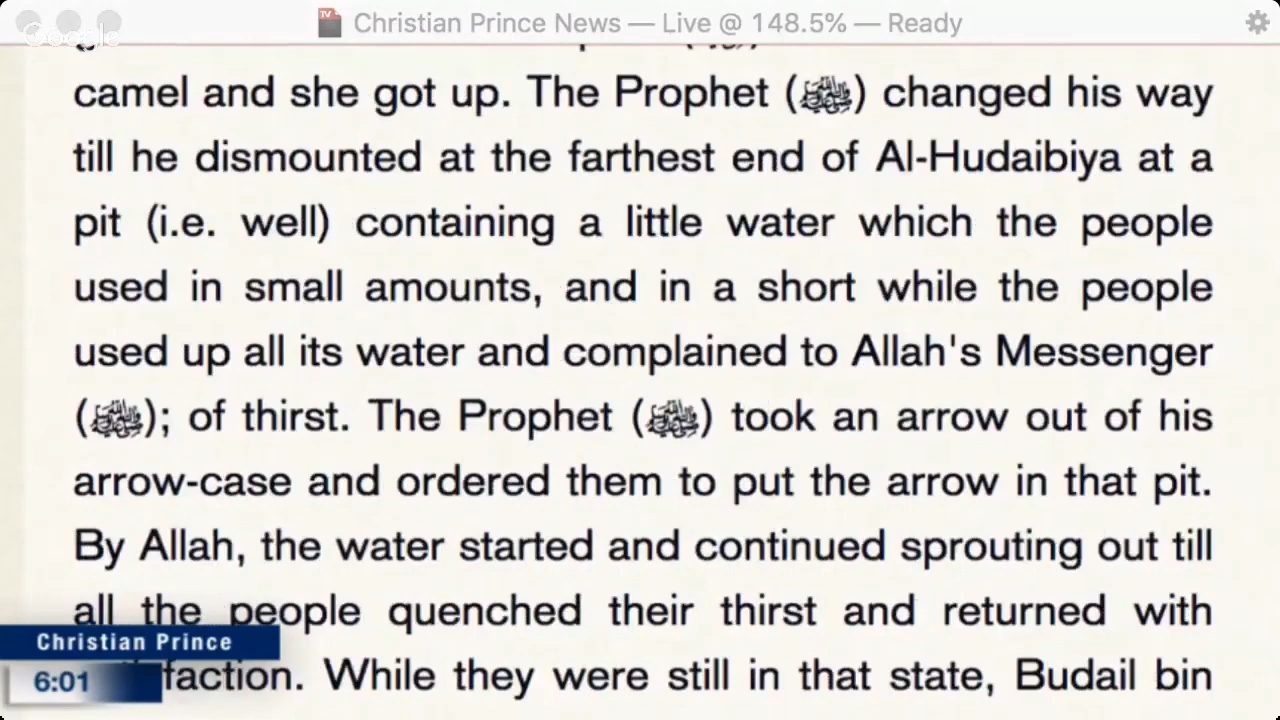 Christian Prince News — Live @ 148.5% — Ready
Google
camel and she got up. The Prophet (ﷺ) changed his way
till he dismounted at the farthest end of Al-Hudaibiya at a
pit (i.e. well) containing a little water which the people
used in small amounts, and in a short while the people
used up all its water and complained to Allah's Messenger
(ﷺ); of thirst. The Prophet (ﷺ) took an arrow out of his
arrow-case and ordered them to put the arrow in that pit.
By Allah, the water started and continued sprouting out till
all the people quenched their thirst and returned with
faction. While they were still in that state, Budail bin
Christian Prince
6:01